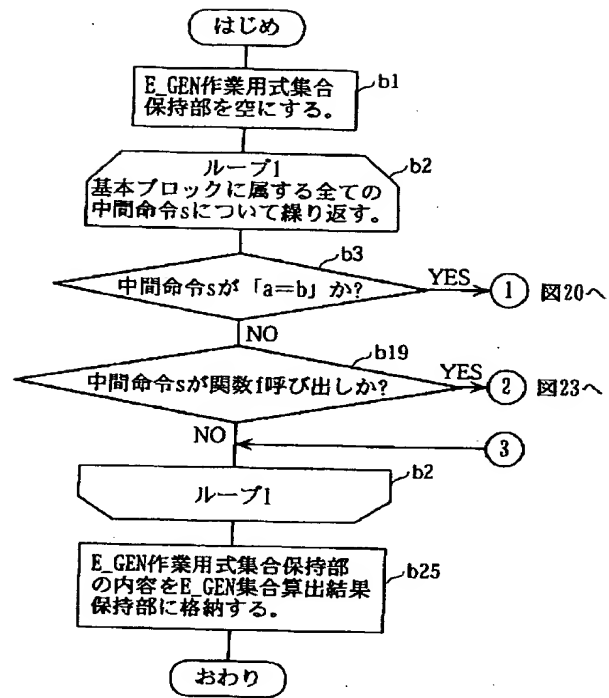 はじめ
E_GEN作業用式集合
保持部を空にする。
b1
ループ1
基本ブロックに属する全ての
中間命令sについて繰り返す。
b2
b3
中間命令sが「a=b」か?
YES
1
図20へ
NO
b19
中間命令sが関数f呼び出しか?
YES
2
図23へ
NO
3
ループ1
b2
E_GEN作業用式集合保持部
の内容をE_GEN集合算出結果
保持部に格納する。
b25
おわり